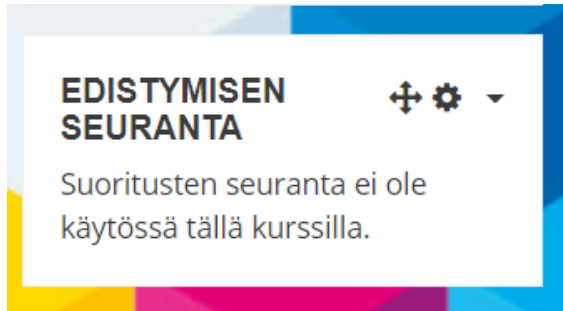 EDISTYMISEN
SEURANTA
Suoritusten seuranta ei ole
käytössä tällä kurssilla.